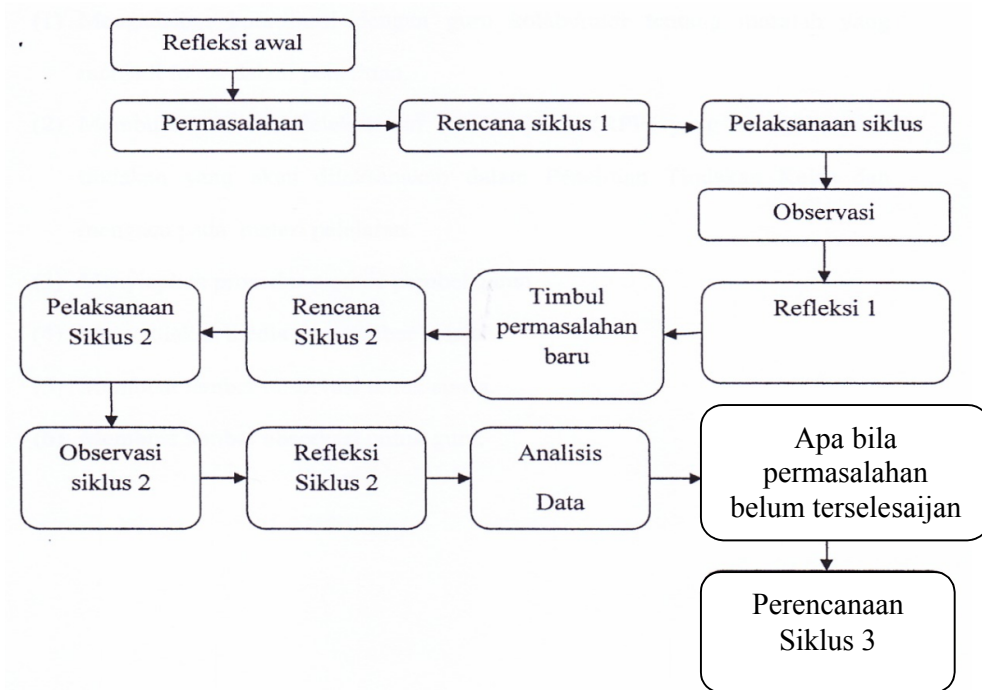 Refleksi awal
Permasalahan
Rencana siklus 1
Pelaksanaan siklus
Observasi
Refleksi 1
Timbul
permasalahan
baru
Rencana
Siklus 2
Pelaksanaan
Siklus 2
Observasi
siklus 2
Refleksi
Siklus 2
Analisis
Data
Apa bila
permasalahan
belum terselesaijan
Perencanaan
Siklus 3